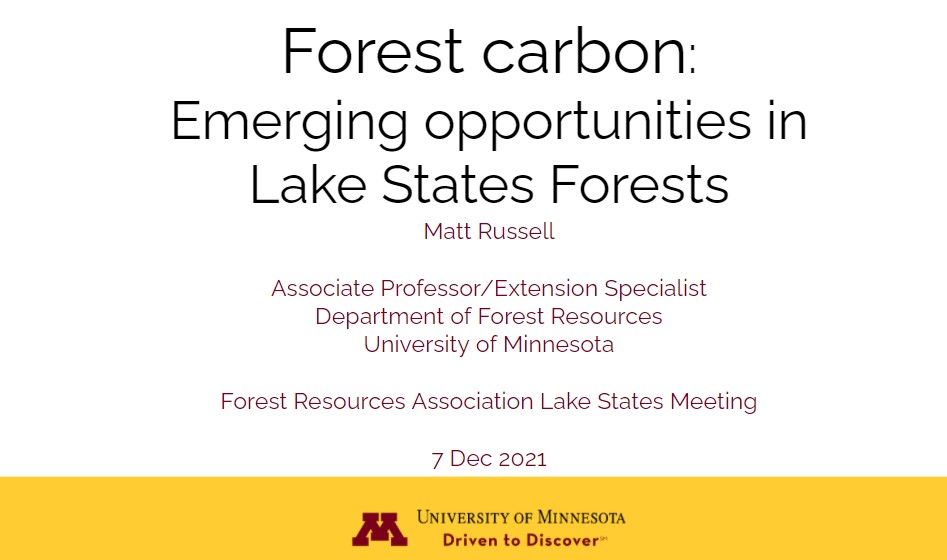 Forest carbon:
Emerging opportunities in
Lake States Forests
Matt Russell
Associate Professor/Extension Specialist
Department of Forest Resources
University of Minnesota
Forest Resources Association Lake States Meeting
7 Dec 2021
M
University of Minnesota
Driven to Discover℠